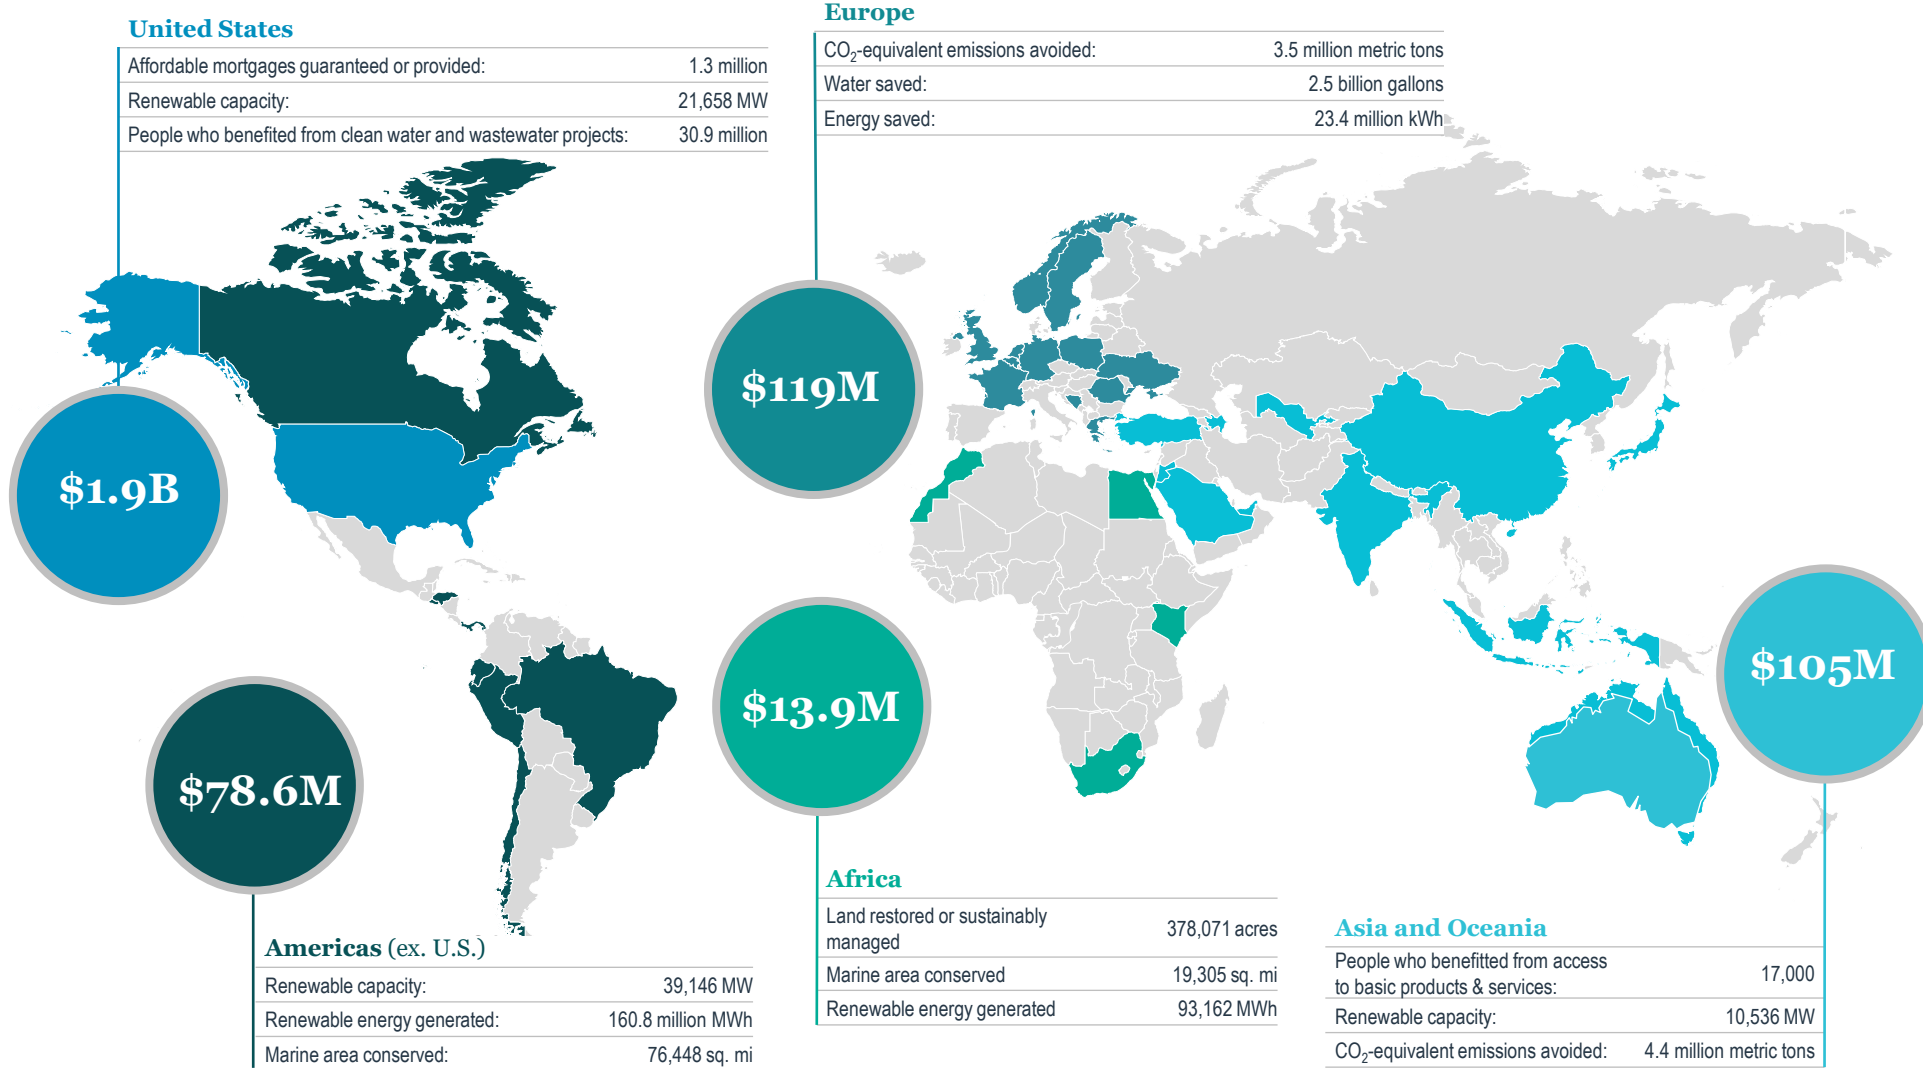 United States
Affordable mortgages guaranteed or provided: 1.3 million
Renewable capacity: 21,658 MW
People who benefited from clean water and wastewater projects: 30.9 million
$1.9B
Europe
CO₂-equivalent emissions avoided: 3.5 million metric tons
Water saved: 2.5 billion gallons
Energy saved: 23.4 million kWh
$119M
$78.6M
Americas (ex. U.S.)
Renewable capacity: 39,146 MW
Renewable energy generated: 160.8 million MWh
Marine area conserved: 76,448 sq. mi
$13.9M
Africa
Land restored or sustainably
managed 378,071 acres
Marine area conserved 19,305 sq. mi
Renewable energy generated 93,162 MWh
$105M
Asia and Oceania
People who benefitted from access
to basic products & services: 17,000
Renewable capacity: 10,536 MW
CO₂-equivalent emissions avoided: 4.4 million metric tons